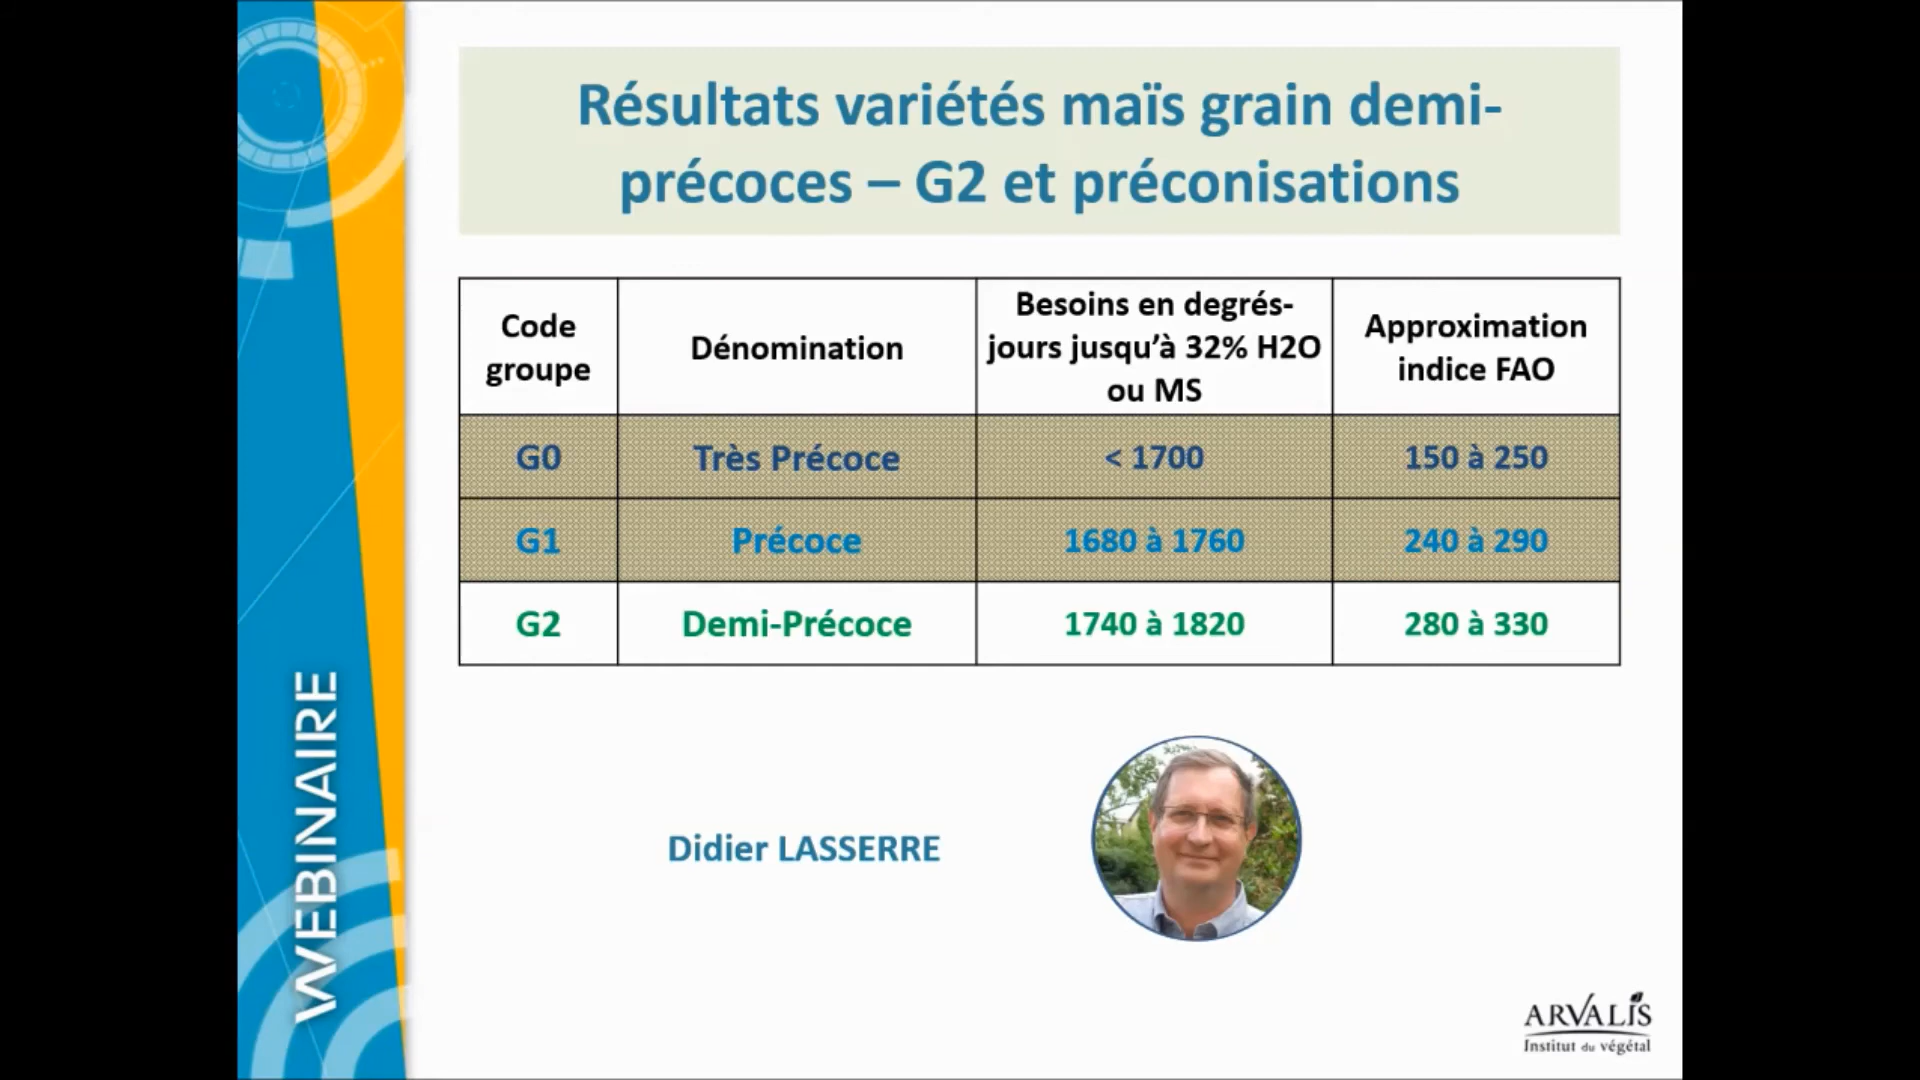 Résultats variétés maïs grain demi-
précoces – G2 et préconisations
Code
groupe
Dénomination
Besoins en degrés-
jours jusqu'à 32% H2O
ou MS
Approximation
indice FAO
G0
Très Précoce
< 1700
150 à 250
G1
Précoce
1680 à 1760
240 à 290
G2
Demi-Précoce
1740 à 1820
280 à 330
WEBINAIRE
Didier LASSERRE
ARVALIS
Institut du végétal